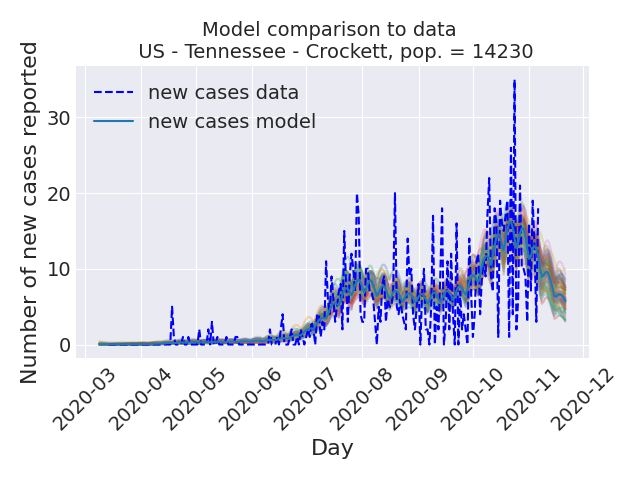 Model comparison to data
US - Tennessee - Crockett, pop. = 14230
Number of new cases reported
30
20
10
0
new cases data
new cases model
2020-03
2020-04
2020-05
2020-06
2020-07
2020-08
2020-09
2020-10
2020-11
2020-12
Day